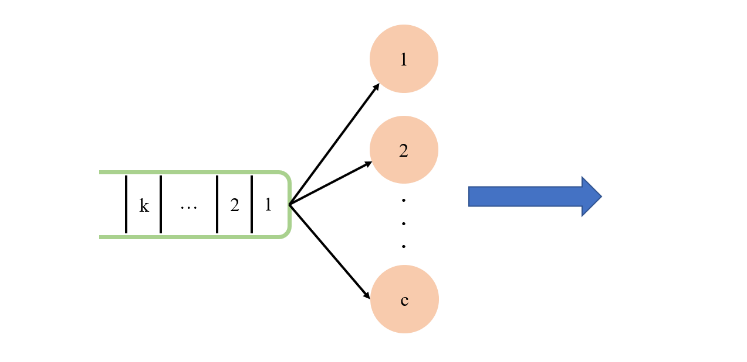 1
2
k … 2 1
.
.
.
c